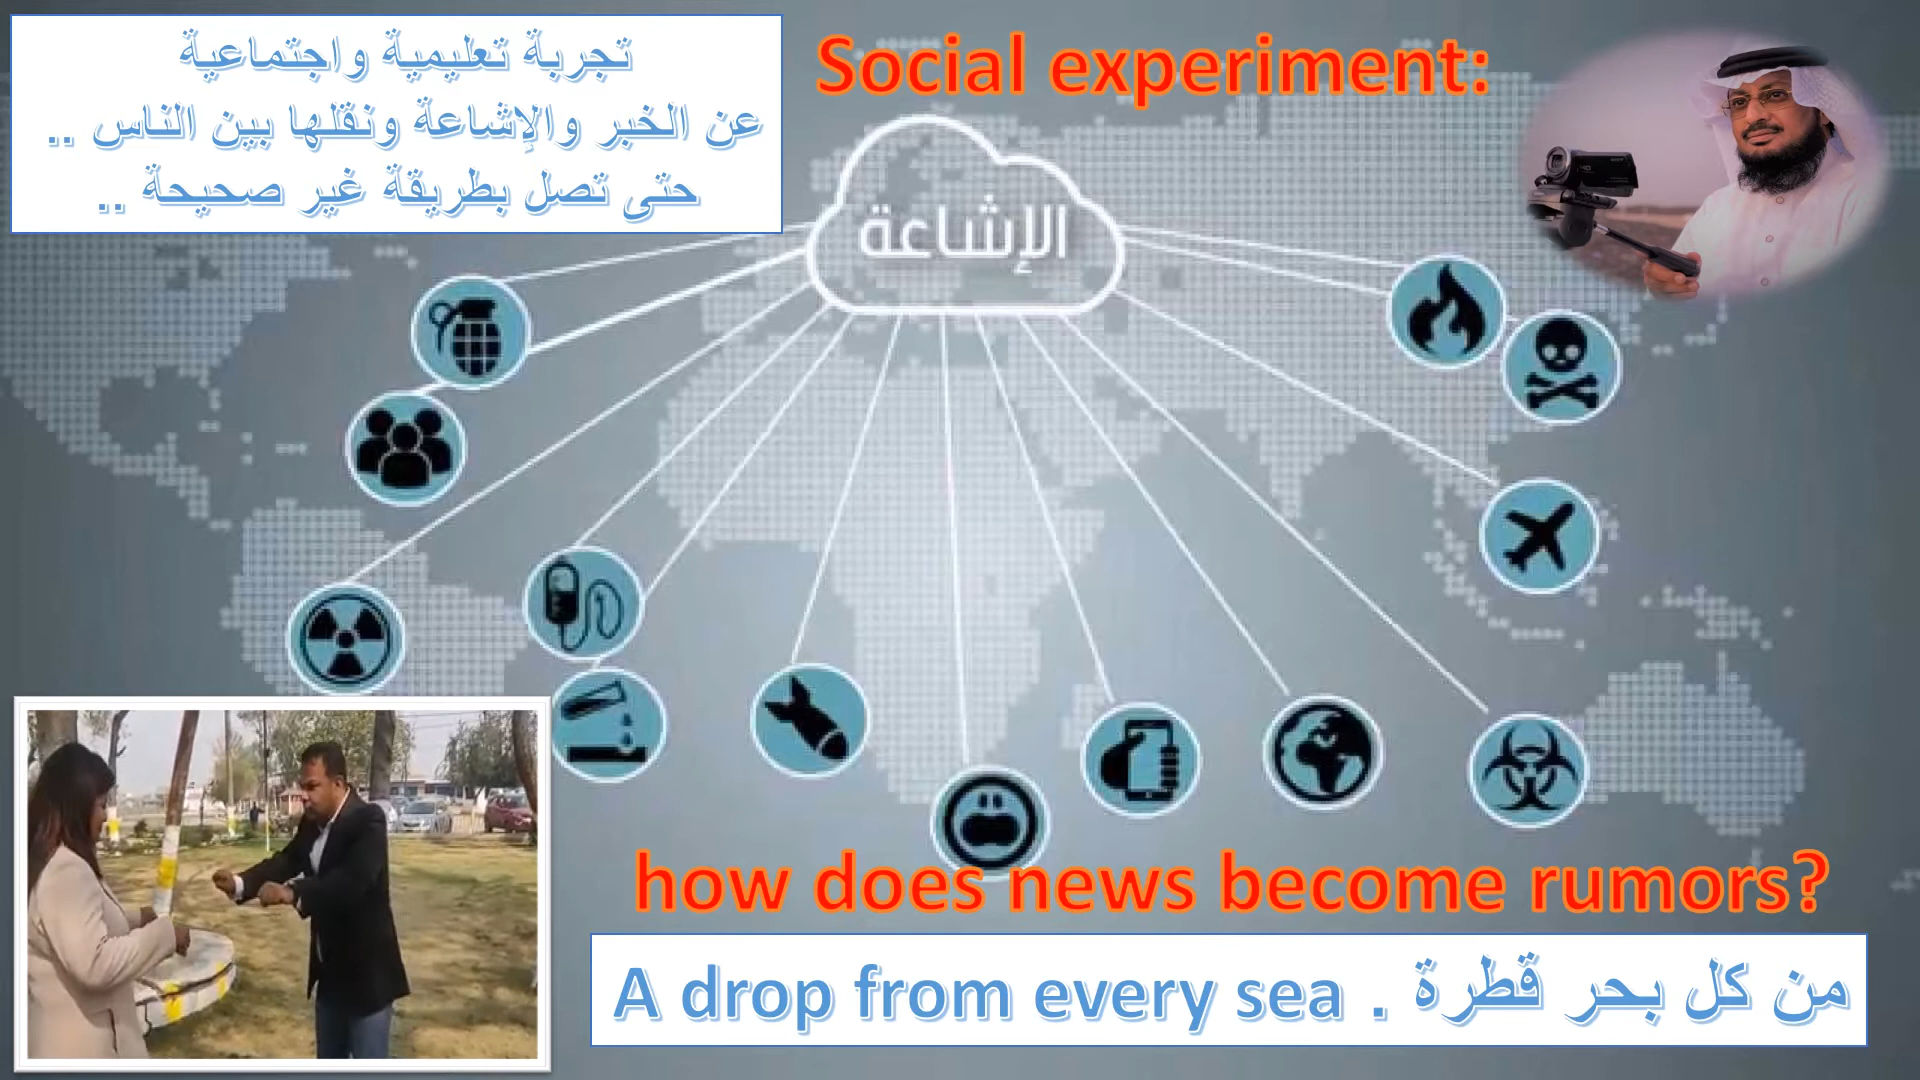 تجربة تعليمية واجتماعية
عن الخبر والإشاعة ونقلها بين الناس ..
حتى تصل بطريقة غير صحيحة ..
Social experiment:
الإشاعة
how does news become rumors?
A drop from every sea . من كل بحر قطرة